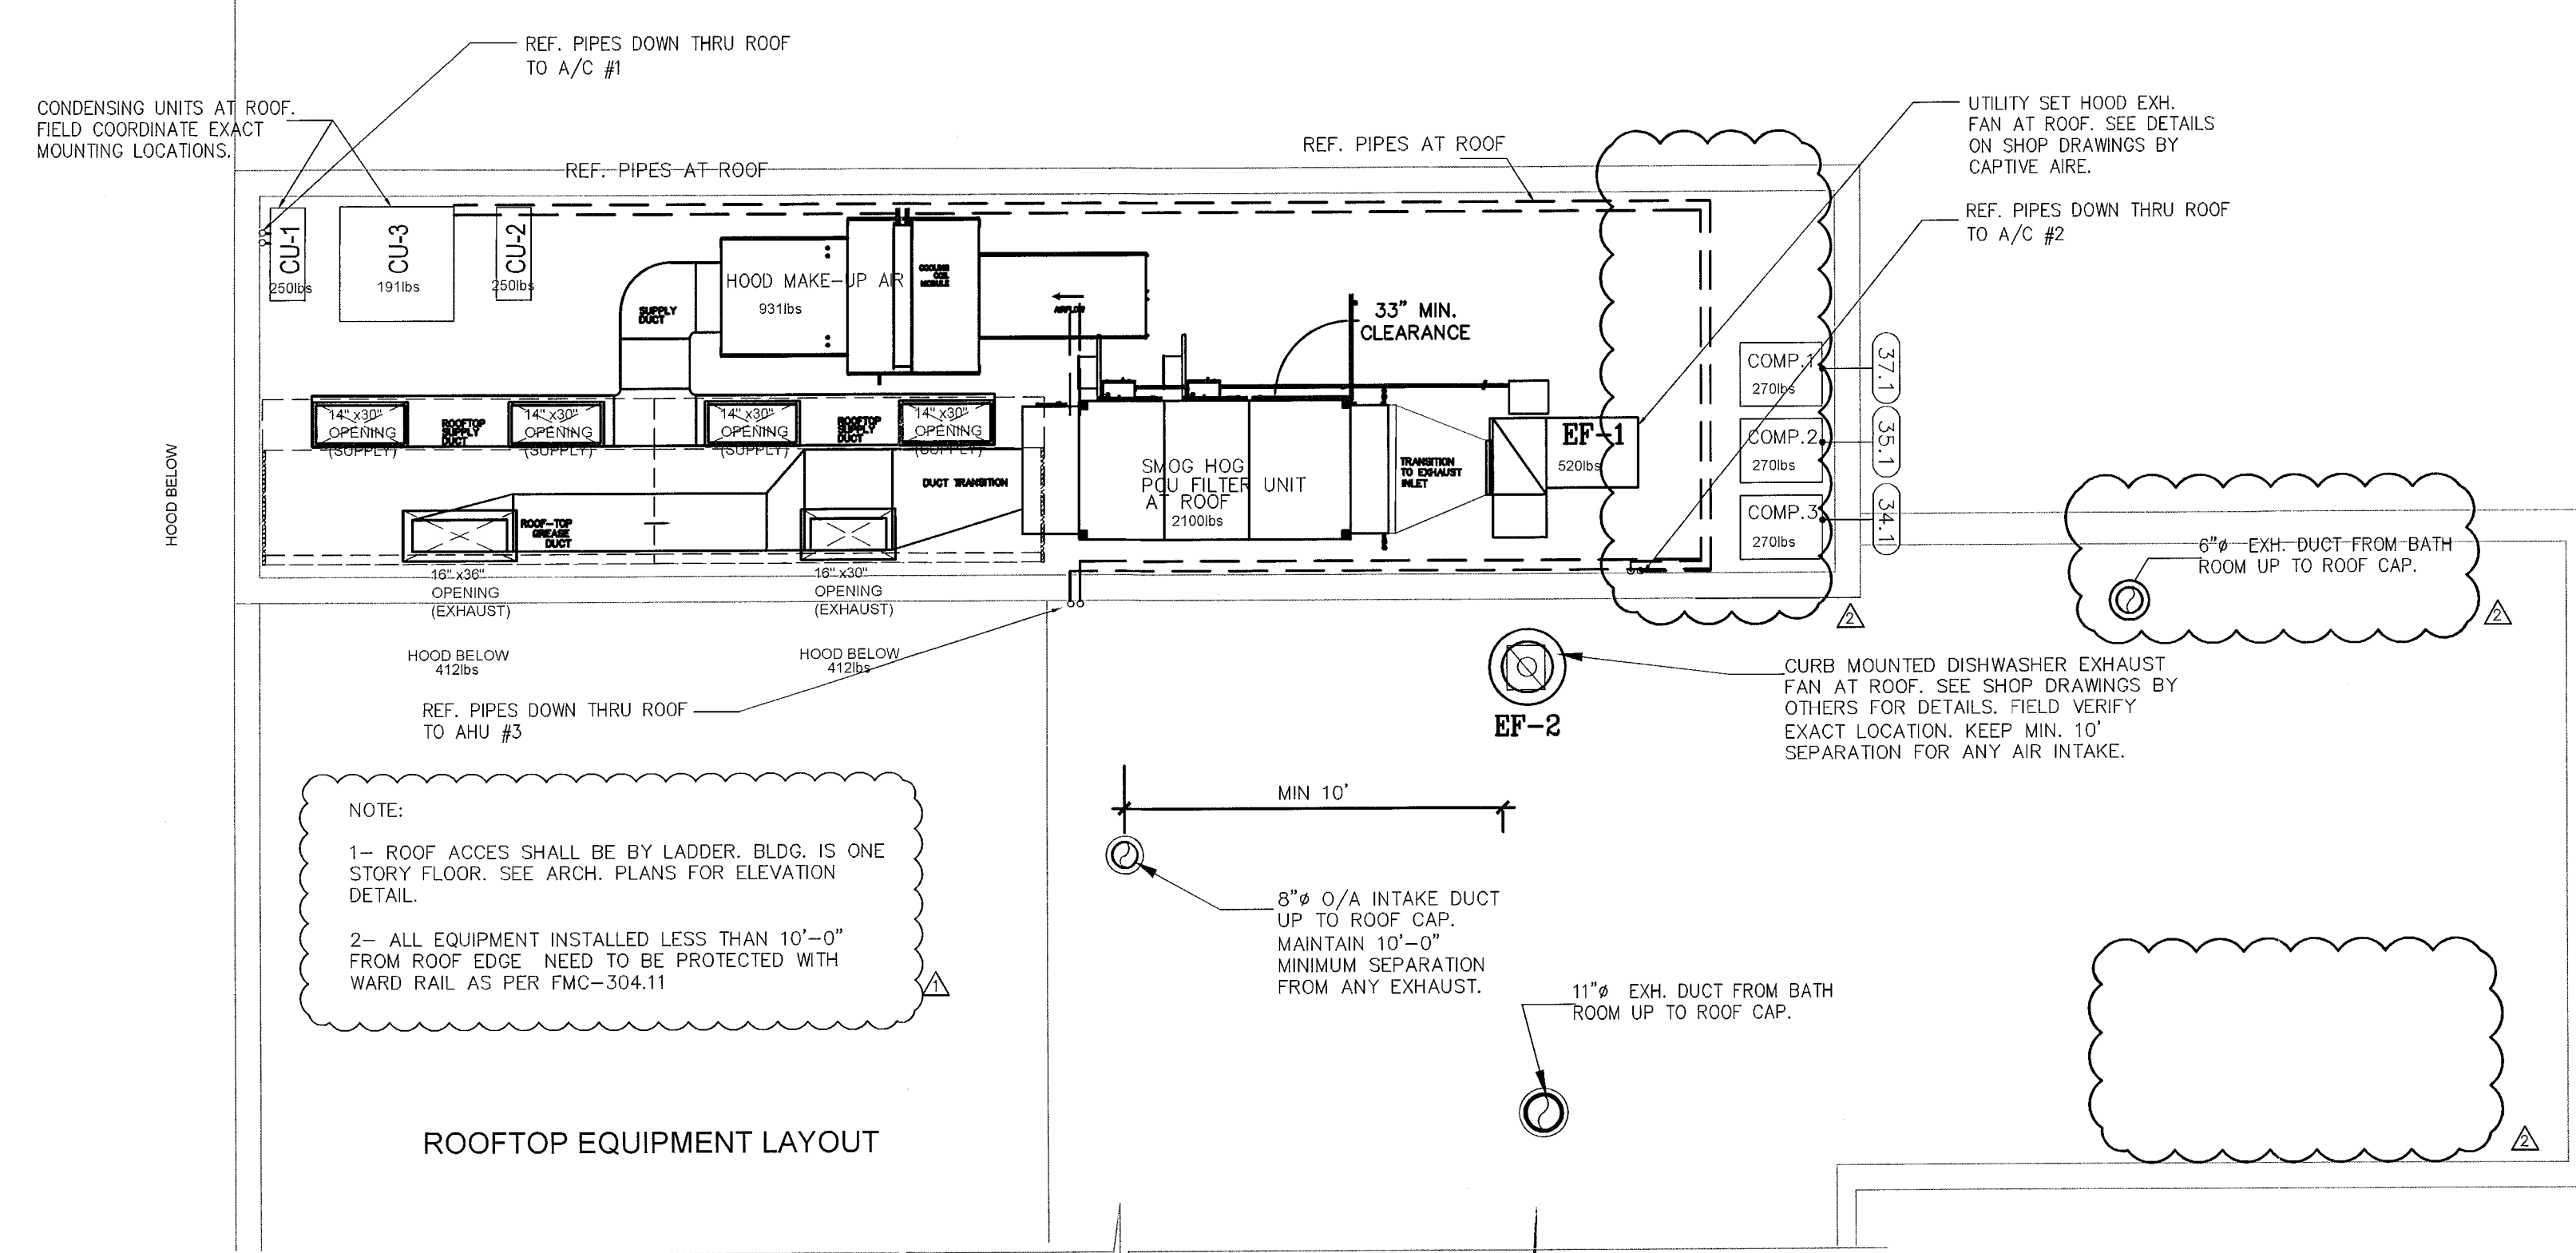 REF. PIPES DOWN THRU ROOF
TO A/C #1
CONDENSING UNITS AT ROOF.
FIELD COORDINATE EXACT
MOUNTING LOCATIONS.
REF. PIPES AT ROOF
REF. PIPES AT ROOF
UTILITY SET HOOD EXH.
FAN AT ROOF. SEE DETAILS
ON SHOP DRAWINGS BY
CAPTIVE AIRE.
REF. PIPES DOWN THRU ROOF
TO A/C #2
CU-1
250lbs
CU-3
191lbs
CU-2
250lbs
HOOD MAKE-UP AIR
931lbs
COOLING
COIL
MODULE
SUPPLY
DUCT
AIRFLOW
33" MIN.
CLEARANCE
COMP.1
270lbs
37.1
COMP.2
270lbs
35.1
COMP.3
270lbs
34.1
14"x30"
OPENING
(SUPPLY)
ROOFTOP
SUPPLY
DUCT
14"x30"
OPENING
(SUPPLY)
14"x30"
OPENING
(SUPPLY)
ROOFTOP
SUPPLY
DUCT
14"x30"
OPENING
(SUPPLY)
HOOD BELOW
DUCT TRANSITION
SMOG HOG
PCU FILTER UNIT
AT ROOF
2100lbs
TRANSITION
TO EXHAUST
INLET
EF-1
520lbs
ROOF-TOP
GREASE
DUCT
16"x36"
OPENING
(EXHAUST)
16"x30"
OPENING
(EXHAUST)
6"ø EXH. DUCT FROM BATH
ROOM UP TO ROOF CAP.
2
2
HOOD BELOW
412lbs
HOOD BELOW
412lbs
REF. PIPES DOWN THRU ROOF
TO AHU #3
EF-2
CURB MOUNTED DISHWASHER EXHAUST
FAN AT ROOF. SEE SHOP DRAWINGS BY
OTHERS FOR DETAILS. FIELD VERIFY
EXACT LOCATION. KEEP MIN. 10'
SEPARATION FOR ANY AIR INTAKE.
MIN 10'
NOTE:
1- ROOF ACCES SHALL BE BY LADDER. BLDG. IS ONE
STORY FLOOR. SEE ARCH. PLANS FOR ELEVATION
DETAIL.
2- ALL EQUIPMENT INSTALLED LESS THAN 10'-0"
FROM ROOF EDGE NEED TO BE PROTECTED WITH
WARD RAIL AS PER FMC-304.11
1
8"ø O/A INTAKE DUCT
UP TO ROOF CAP.
MAINTAIN 10'-0"
MINIMUM SEPARATION
FROM ANY EXHAUST.
11"ø EXH. DUCT FROM BATH
ROOM UP TO ROOF CAP.
2
ROOFTOP EQUIPMENT LAYOUT